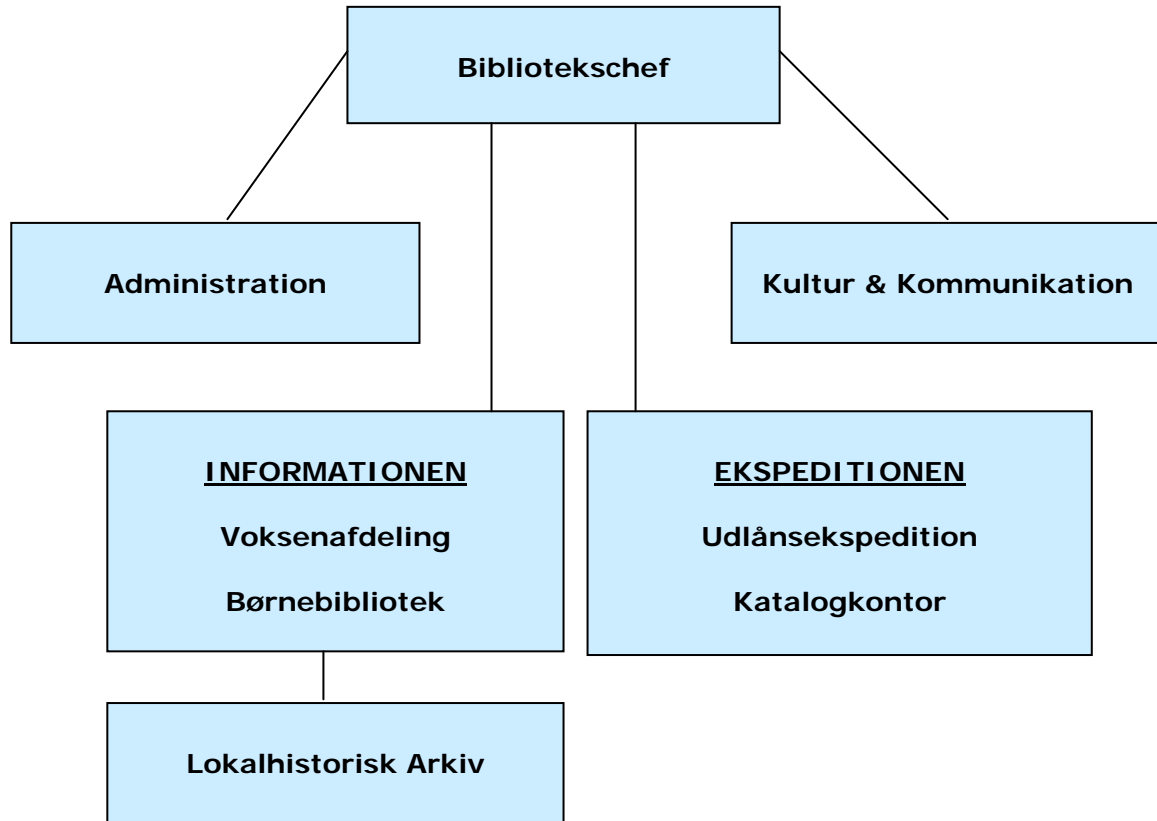 Bibliotekschef
Administration
Kultur & Kommunikation
INFORMATIONEN
Voksenafdeling
Børnebibliotek
EKSPEDITIONEN
Udlånsekspedition
Katalogkontor
Lokalhistorisk Arkiv